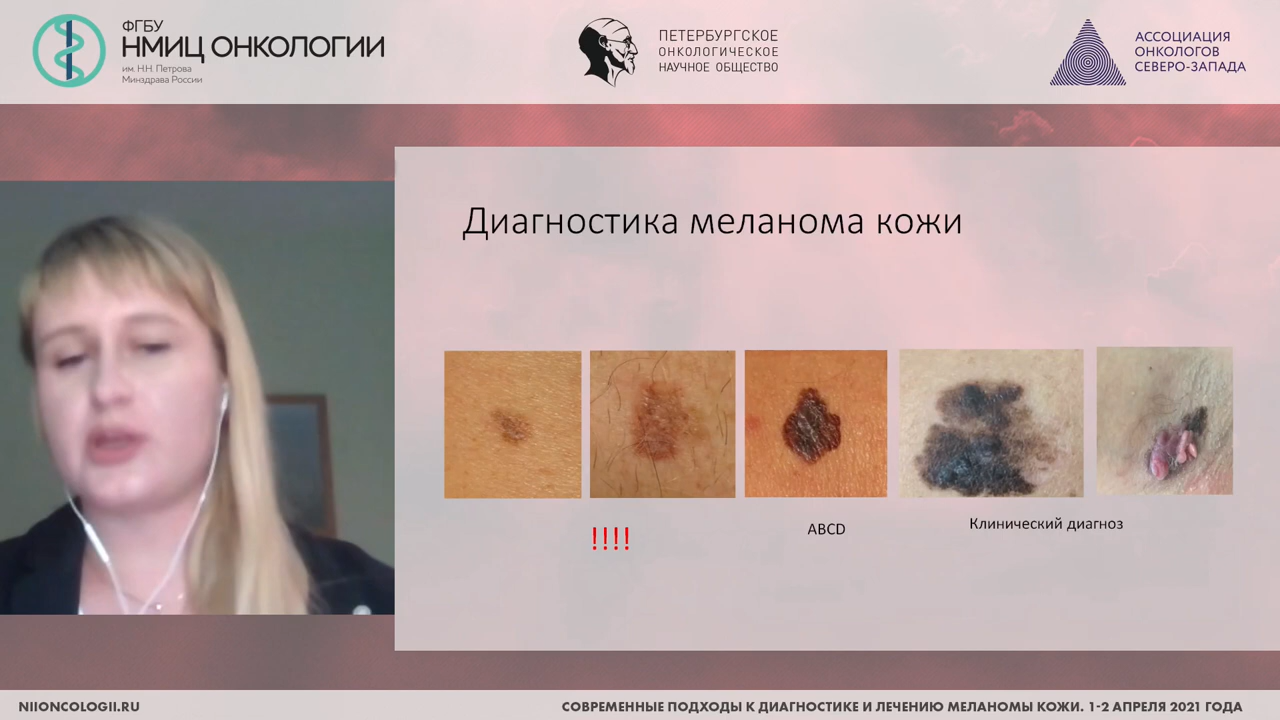 ФГБУ
НМИЦ ОНКОЛОГИИ
им. Н.Н. Петрова
Минздрава России
ПЕТЕРБУРГСКОЕ
ОНКОЛОГИЧЕСКОЕ
НАУЧНОЕ ОБЩЕСТВО
АССОЦИАЦИЯ
ОНКОЛОГОВ
СЕВЕРО-ЗАПАДА
Диагностика меланома кожи
!!!!
ABCD
Клинический диагноз
NIIONCOLOGII.RU
СОВРЕМЕННЫЕ ПОДХОДЫ К ДИАГНОСТИКЕ И ЛЕЧЕНИЮ МЕЛАНОМЫ КОЖИ. 1-2 АПРЕЛЯ 2021 ГОДА